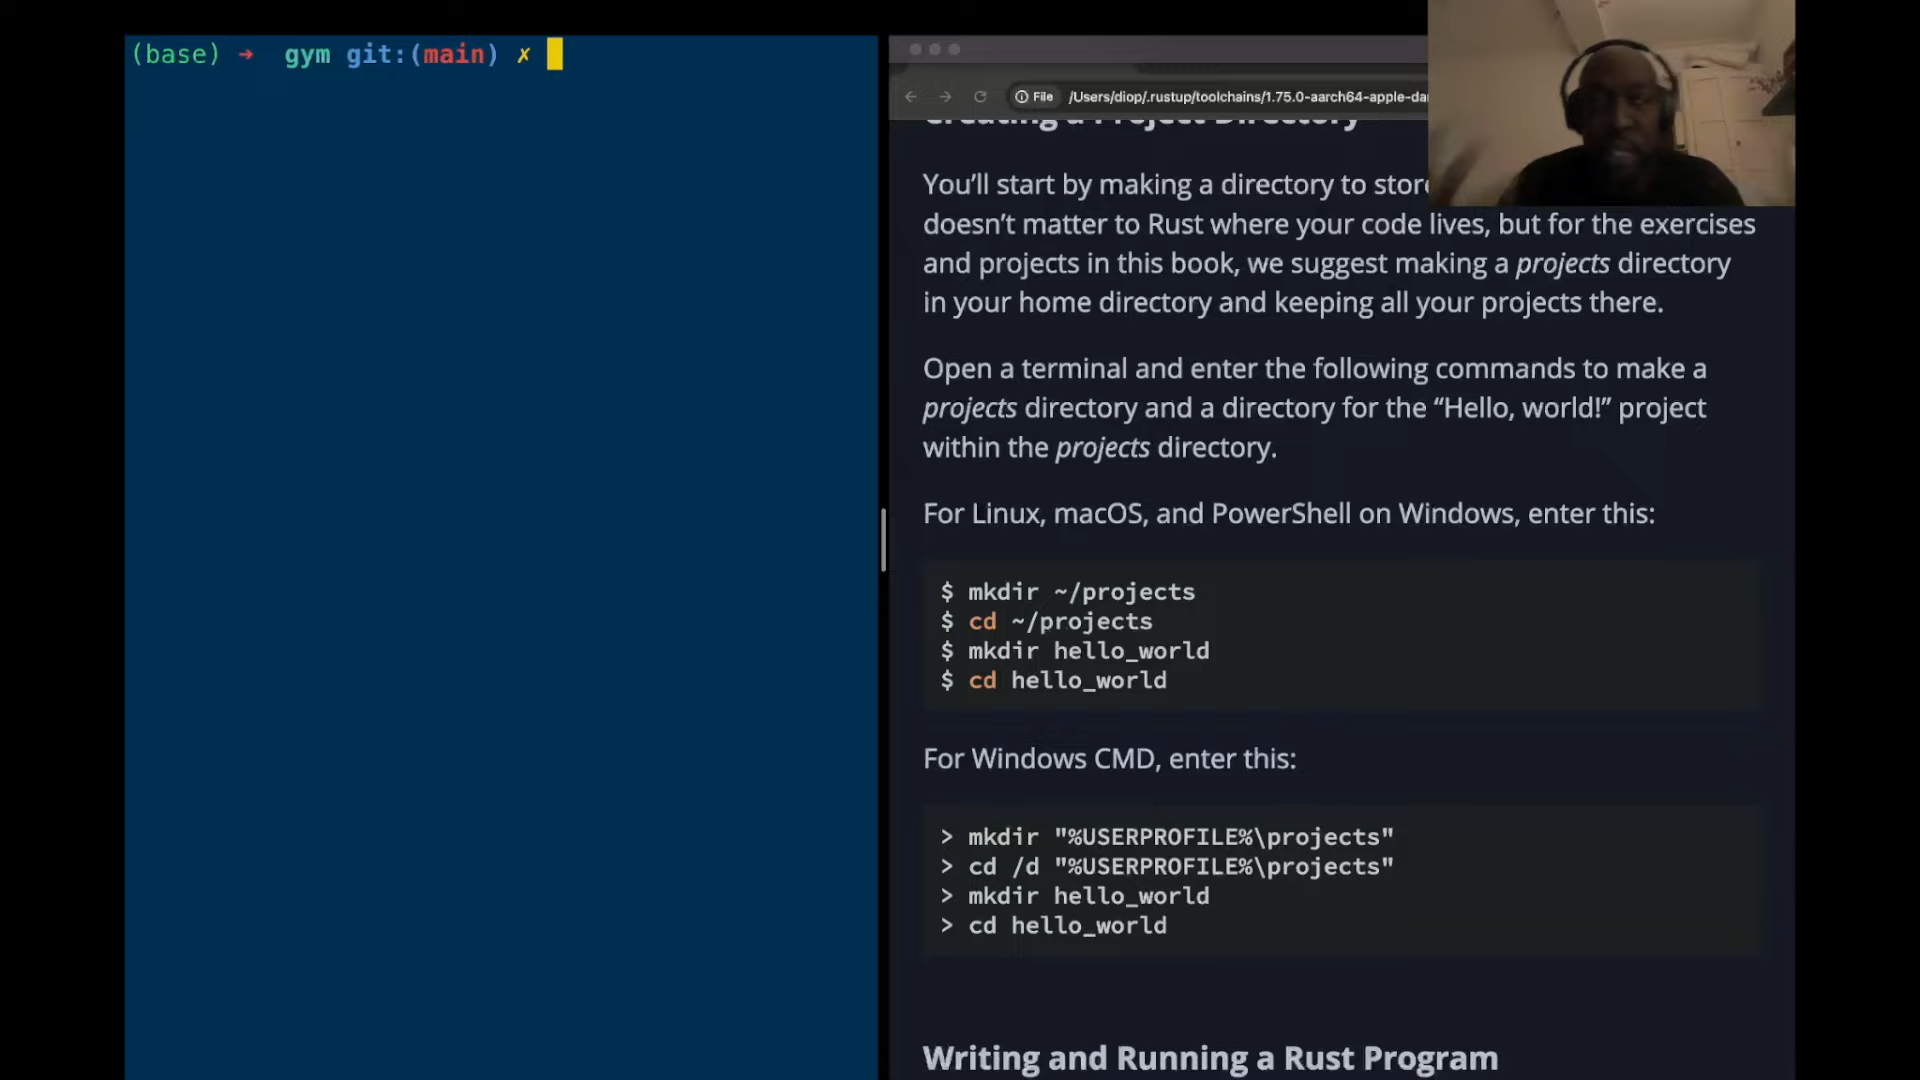 (base) → gym git:(main) ✗
File /Users/diop/.rustup/toolchains/1.75.0-aarch64-apple-da
Creating a Project Directory
You’ll start by making a directory to store
doesn’t matter to Rust where your code lives, but for the exercises
and projects in this book, we suggest making a projects directory
in your home directory and keeping all your projects there.
Open a terminal and enter the following commands to make a
projects directory and a directory for the “Hello, world!” project
within the projects directory.
For Linux, macOS, and PowerShell on Windows, enter this:
$ mkdir ~/projects
$ cd ~/projects
$ mkdir hello_world
$ cd hello_world
For Windows CMD, enter this:
> mkdir "%USERPROFILE%\projects"
> cd /d "%USERPROFILE%\projects"
> mkdir hello_world
> cd hello_world
Writing and Running a Rust Program